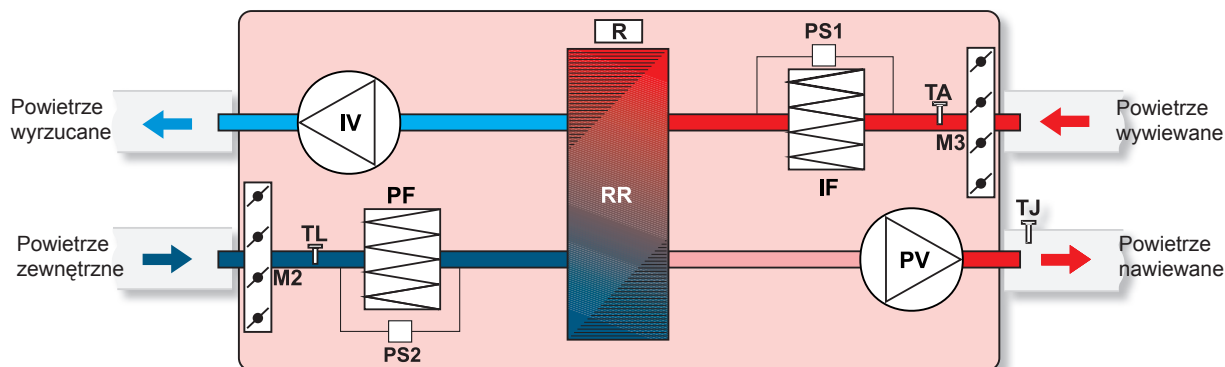 R
PS1
Powietrze
wyrzucane
IV
TA
M3
Powietrze
wywiewane
IF
PF
RR
TJ
Powietrze
zewnętrzne
TL
M2
PV
Powietrze
nawiewane
PS2